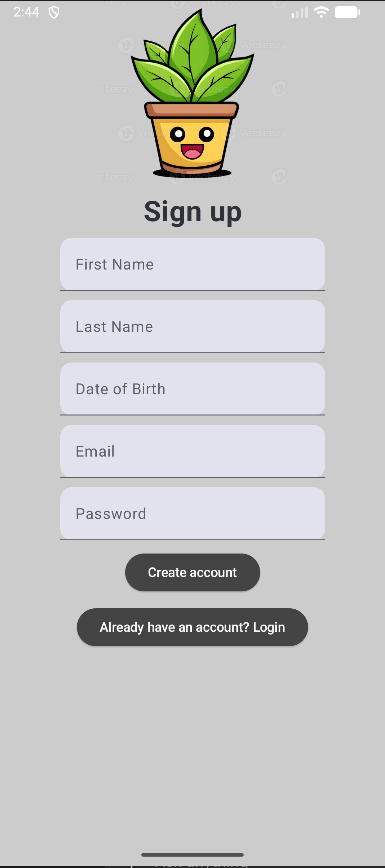 2:44
Sign up
First Name
Last Name
Date of Birth
Email
Password
Create account
Already have an account? Login